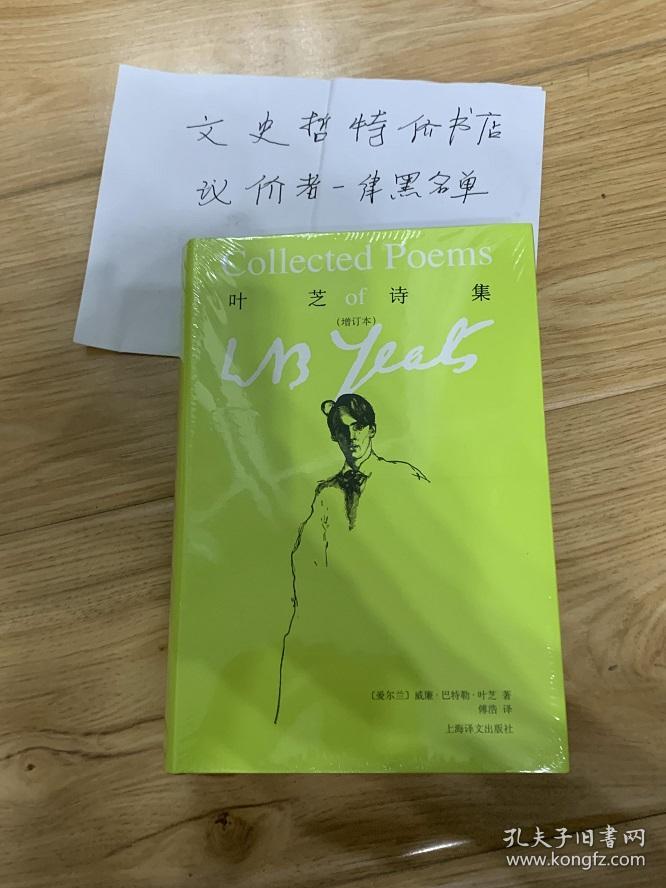 文史哲特价书店
议价者一律黑名单
Collected Poems
叶芝of诗集
(增订本)
WB Yeats
[爱尔兰] 威廉·巴特勒·叶芝 著
傅浩 译
上海译文出版社
孔夫子旧书网
www.kongfz.com